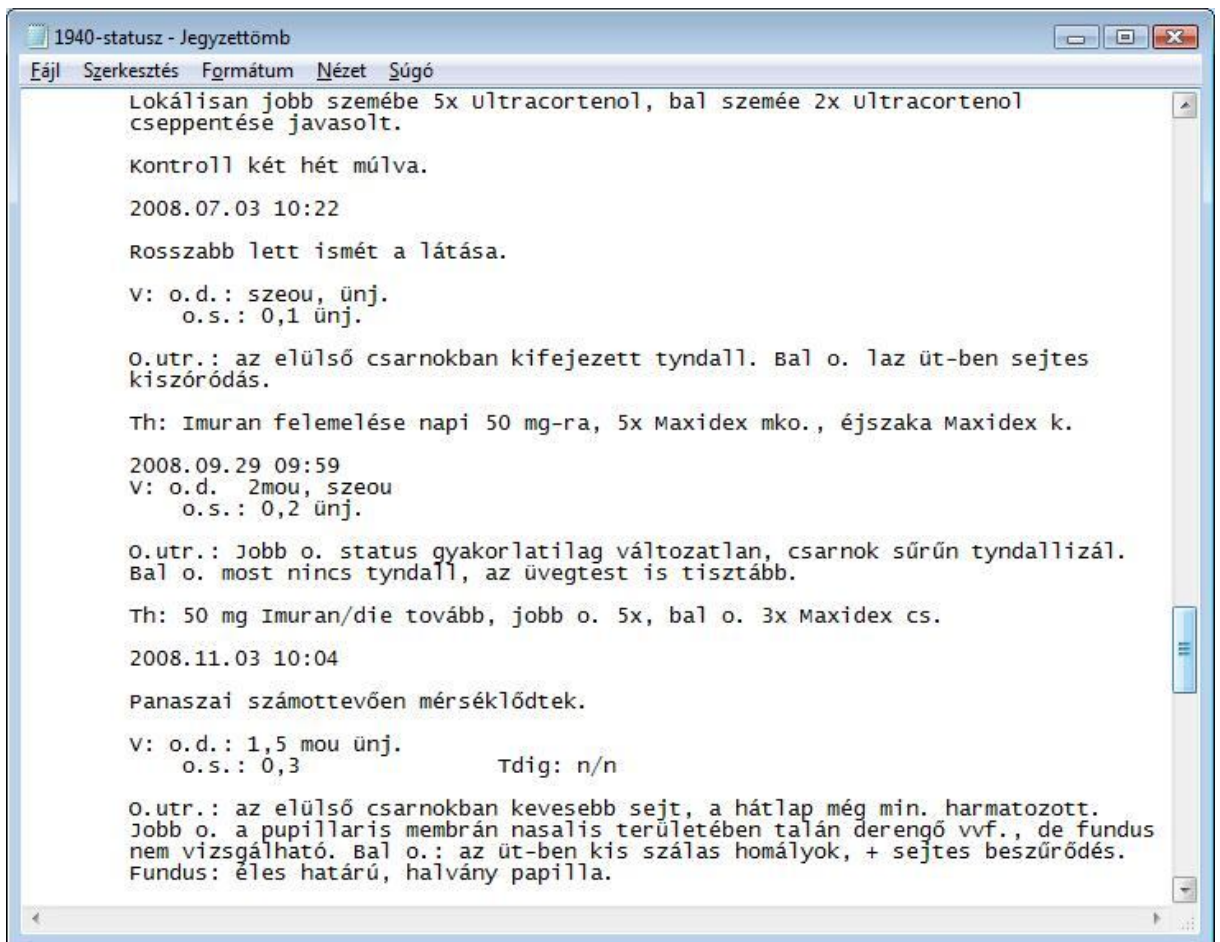 1940-statusz - Jegyzettömb
Fájl Szerkesztés Formátum Nézet Súgó
Lokálisan jobb szemébe 5x Ultracortenol, bal szemée 2x Ultracortenol
cseppentése javasolt.
Kontroll két hét múlva.
2008.07.03 10:22
Rosszabb lett ismét a látása.
V: o.d.: szeou, ünj.
o.s.: 0,1 ünj.
O.utr.: az elülső csarnokban kifejezett tyndall. Bal o. laz üt-ben sejtes
kiszóródás.
Th: Imuran felemelése napi 50 mg-ra, 5x Maxidex mko., éjszaka Maxidex k.
2008.09.29 09:59
V: o.d. 2mou, szeou
o.s.: 0,2 ünj.
O.utr.: Jobb o. status gyakorlatilag változatlan, csarnok sűrűn tyndallizál.
Bal o. most nincs tyndall, az üvegtest is tisztább.
Th: 50 mg Imuran/die tovább, jobb o. 5x, bal o. 3x Maxidex cs.
2008.11.03 10:04
Panaszai számottevően mérséklődtek.
V: o.d.: 1,5 mou ünj.
o.s.: 0,3 Tdig: n/n
O.utr.: az elülső csarnokban kevesebb sejt, a hátlap még min. harmatozott.
Jobb o. a pupillaris membrán nasalis területében talán derengő vvf., de fundus
nem vizsgálható. Bal o.: az üt-ben kis szálas homályok, + sejtes beszűrődés.
Fundus: éles határú, halvány papilla.